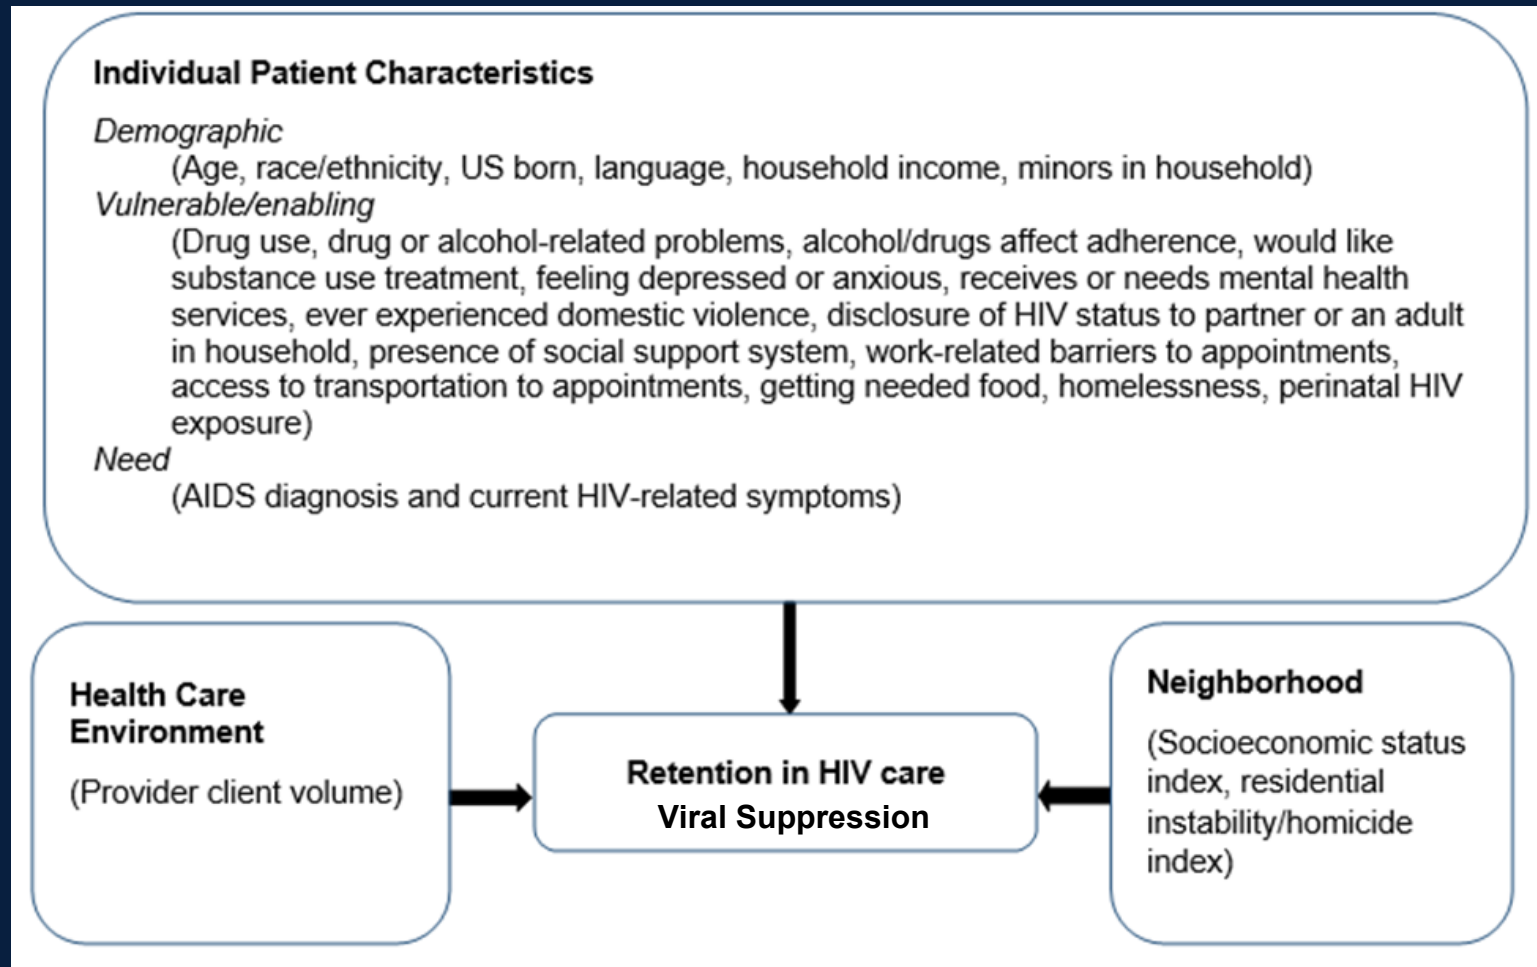 Individual Patient Characteristics
Demographic
(Age, race/ethnicity, US born, language, household income, minors in household)
Vulnerable/enabling
(Drug use, drug or alcohol-related problems, alcohol/drugs affect adherence, would like
substance use treatment, feeling depressed or anxious, receives or needs mental health
services, ever experienced domestic violence, disclosure of HIV status to partner or an adult
in household, presence of social support system, work-related barriers to appointments,
access to transportation to appointments, getting needed food, homelessness, perinatal HIV
exposure)
Need
(AIDS diagnosis and current HIV-related symptoms)
Health Care
Environment
(Provider client volume)
Retention in HIV care
Viral Suppression
Neighborhood
(Socioeconomic status
index, residential
instability/homicide
index)